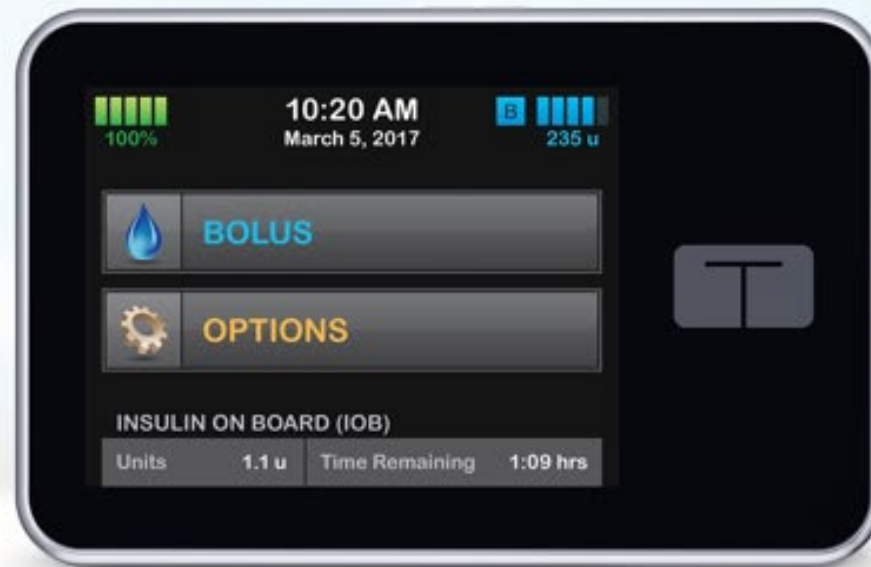 10:20 AM
B
100%
March 5, 2017
235 u
BOLUS
OPTIONS
INSULIN ON BOARD (IOB)
Units 1.1 u Time Remaining 1:09 hrs